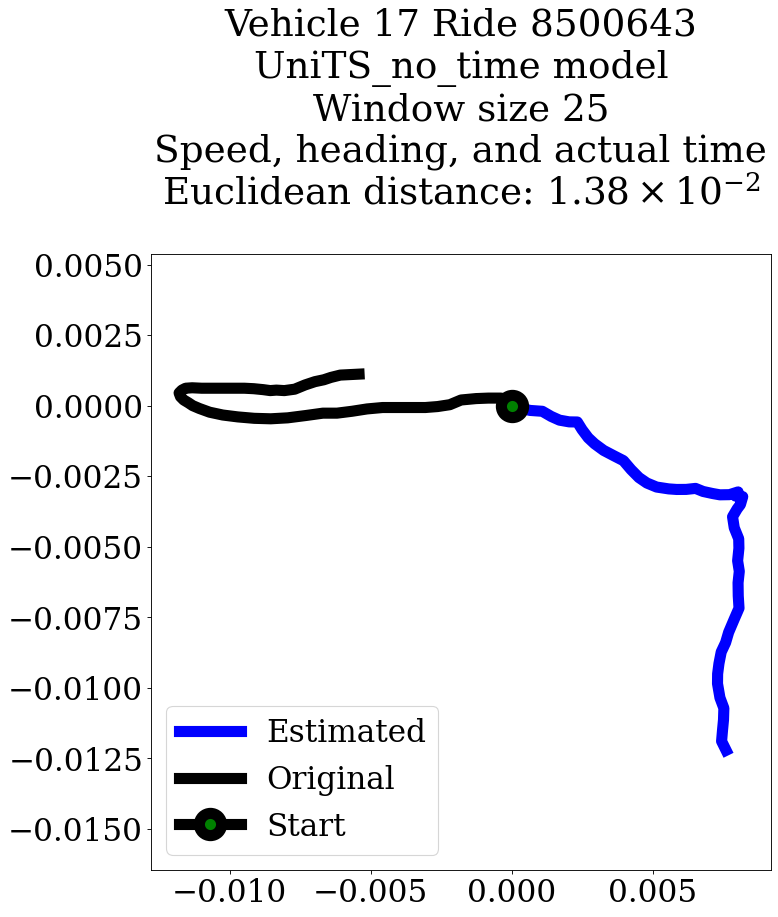 Vehicle 17 Ride 8500643
UniTS_no_time model
Window size 25
Speed, heading, and actual time
Euclidean distance: 1.38 × 10⁻²
0.0050
0.0025
0.0000
−0.0025
−0.0050
−0.0075
−0.0100
−0.0125
−0.0150
Estimated
Original
Start
−0.010 −0.005 0.000 0.005